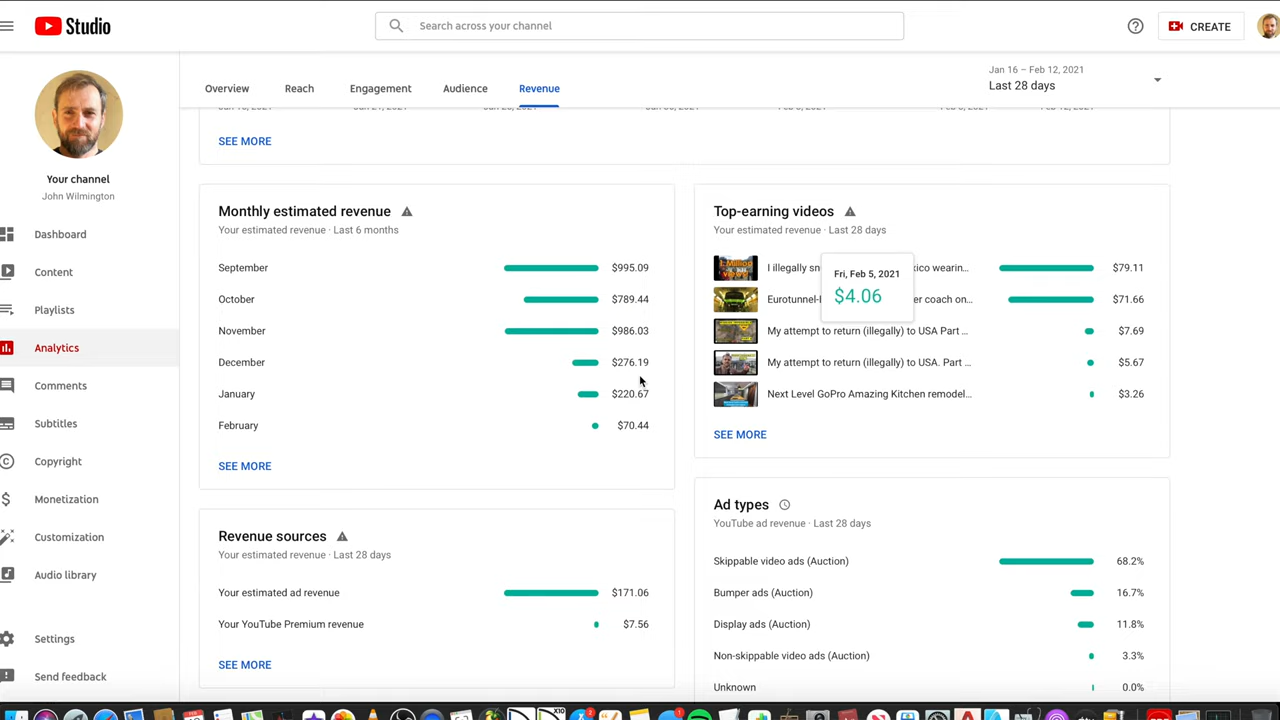 Studio
Search across your channel
CREATE
Overview
Reach
Engagement
Audience
Revenue
Jan 16 – Feb 12, 2021
Last 28 days
SEE MORE
Your channel
John Wilmington
Dashboard
Content
Playlists
Analytics
Comments
Subtitles
Copyright
Monetization
Customization
Audio library
Settings
Send feedback
Monthly estimated revenue
Your estimated revenue · Last 6 months
September $995.09
October $789.44
November $986.03
December $276.19
January $220.67
February $70.44
SEE MORE
Revenue sources
Your estimated revenue · Last 28 days
Your estimated ad revenue $171.06
Your YouTube Premium revenue $7.56
SEE MORE
Top-earning videos
Your estimated revenue · Last 28 days
I illegally sn xico wearin... $79.11
Eurotunnel- er coach on... $71.66
My attempt to return (illegally) to USA Part ... $7.69
My attempt to return (illegally) to USA. Part ... $5.67
Next Level GoPro Amazing Kitchen remodel... $3.26
Fri, Feb 5, 2021
$4.06
SEE MORE
Ad types
YouTube ad revenue · Last 28 days
Skippable video ads (Auction) 68.2%
Bumper ads (Auction) 16.7%
Display ads (Auction) 11.8%
Non-skippable video ads (Auction) 3.3%
Unknown 0.0%